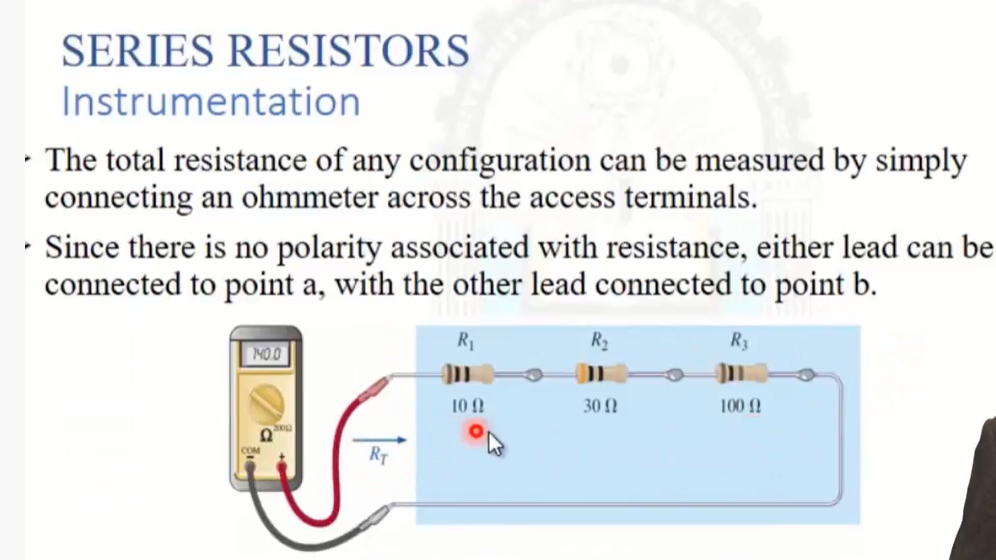 SERIES RESISTORS
Instrumentation
The total resistance of any configuration can be measured by simply
connecting an ohmmeter across the access terminals.
Since there is no polarity associated with resistance, either lead can be
connected to point a, with the other lead connected to point b.
R1 R2 R3
140.0
10 Ω 30 Ω 100 Ω
200Ω
Ω
COM
+
RT